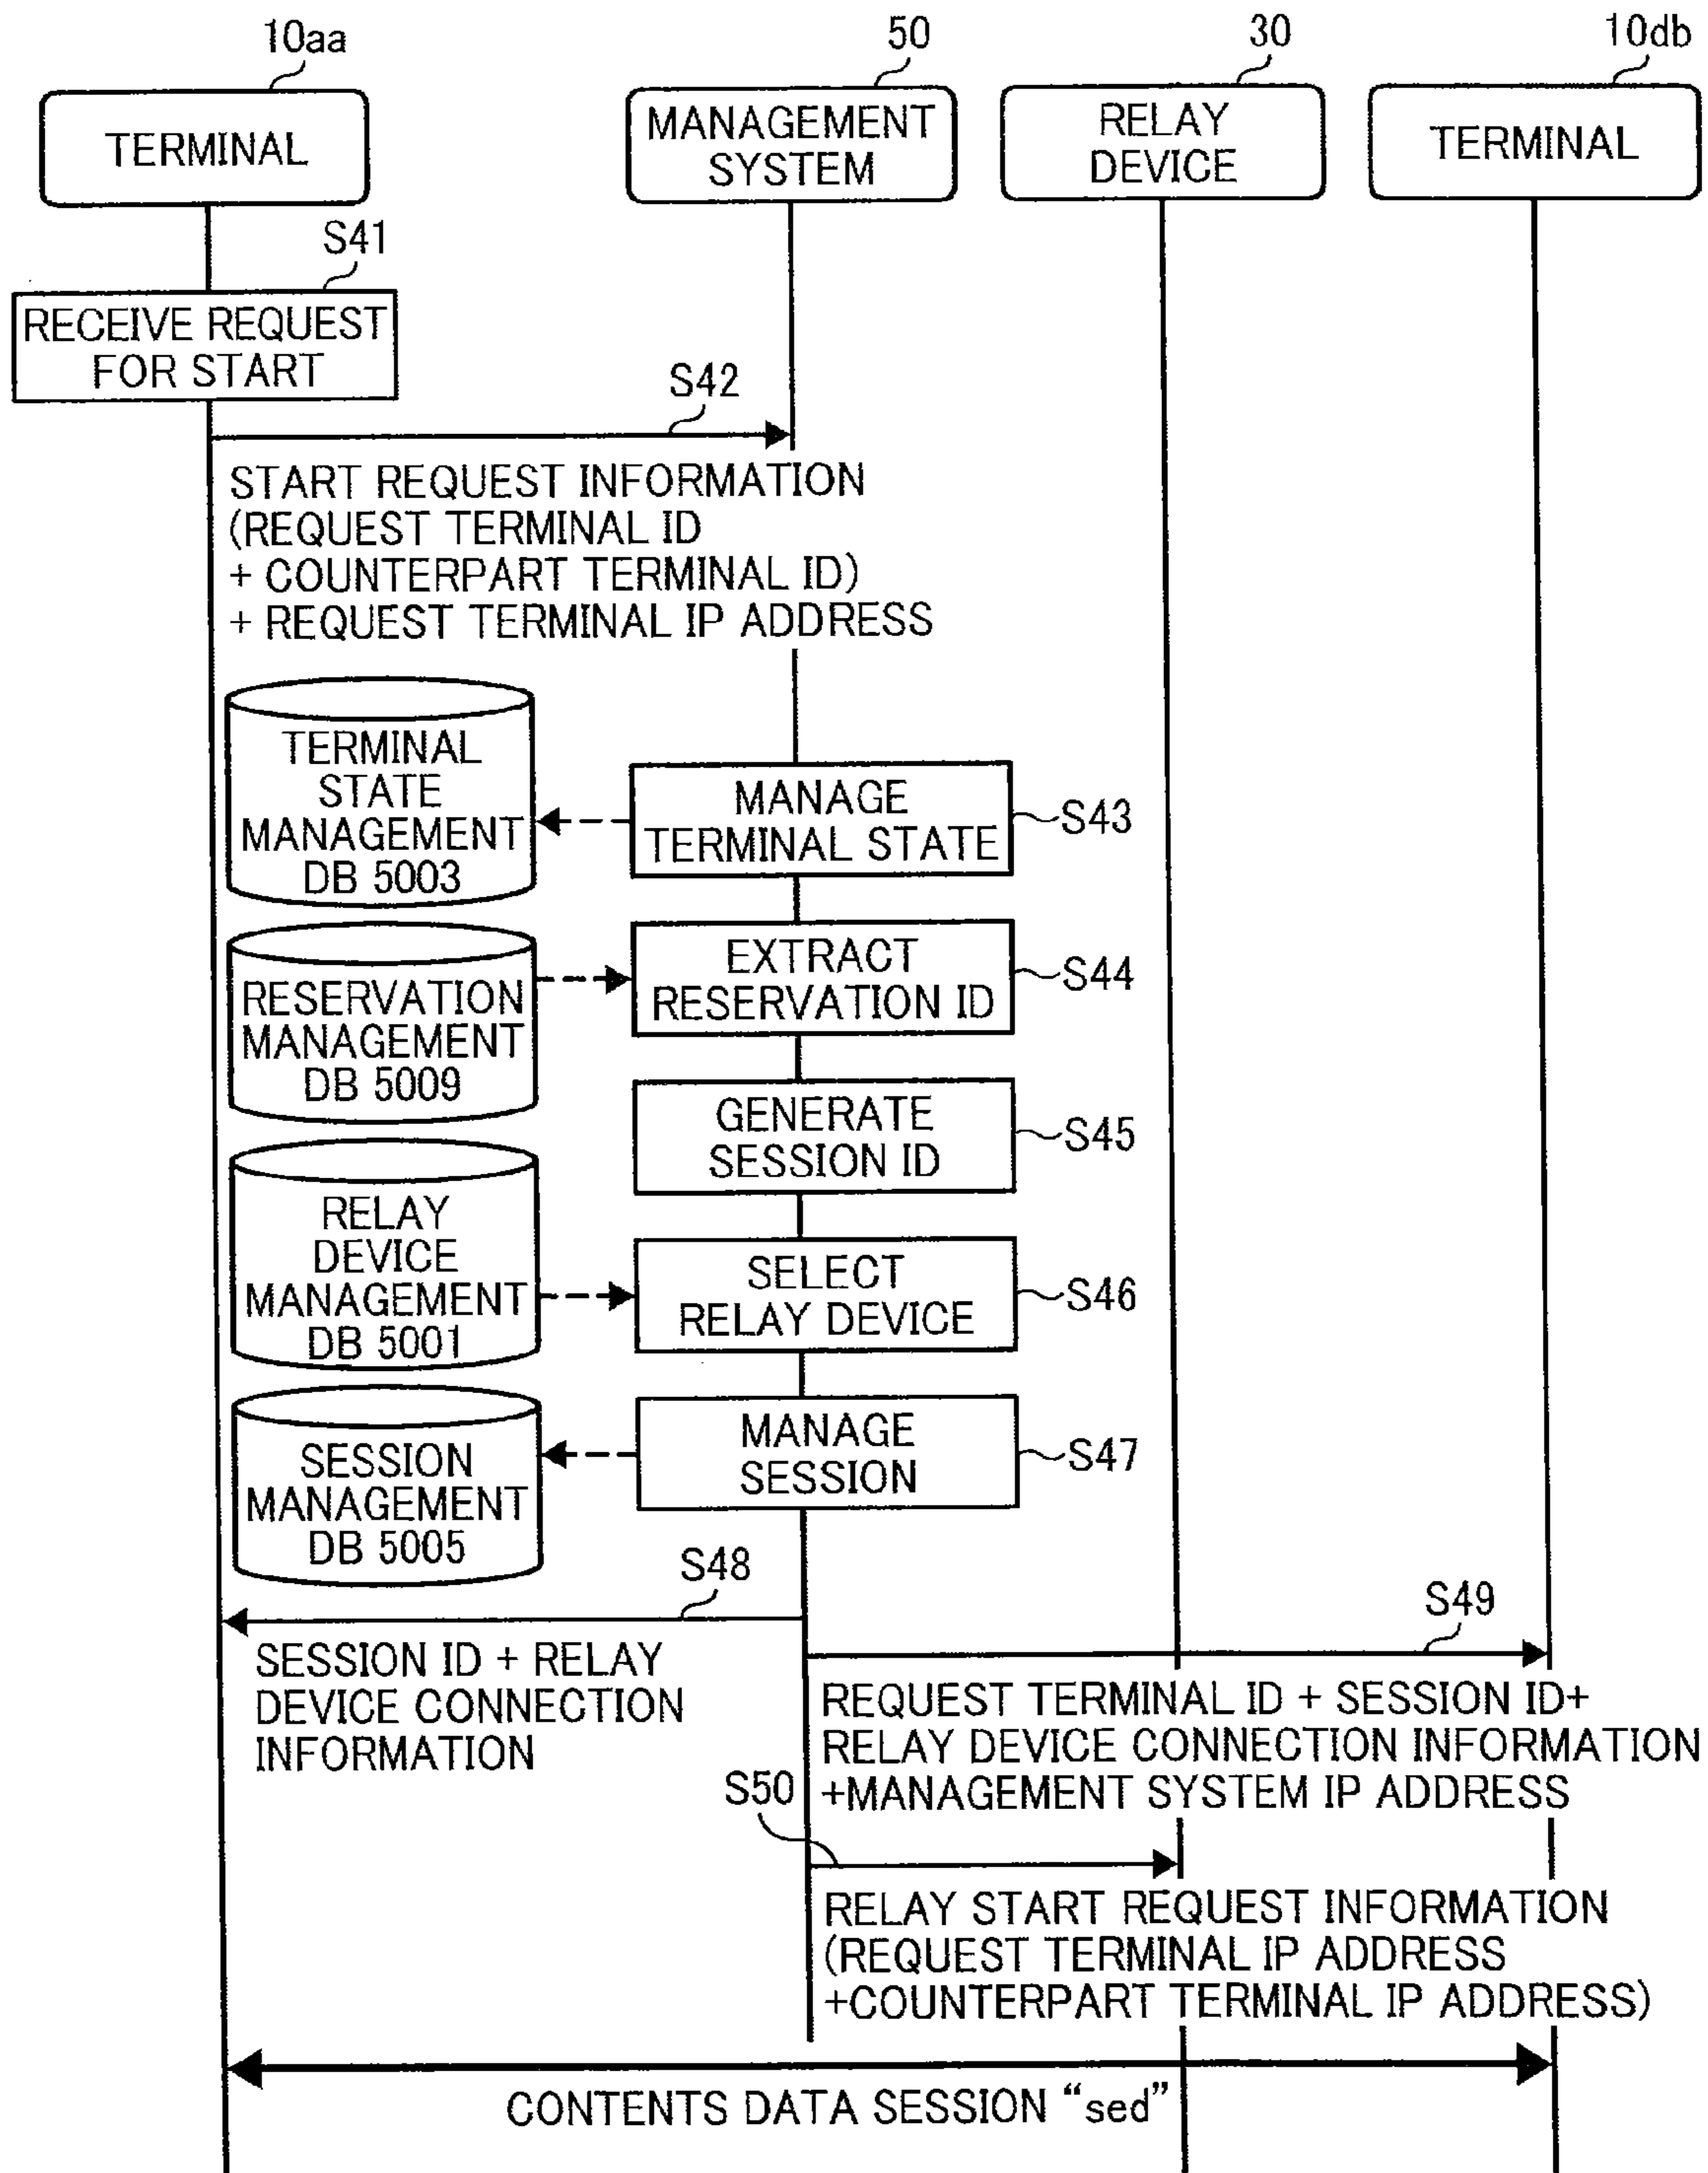 10aa
50
30
10db
TERMINAL
MANAGEMENT
SYSTEM
RELAY
DEVICE
TERMINAL
S41
RECEIVE REQUEST
FOR START
S42
START REQUEST INFORMATION
(REQUEST TERMINAL ID
+ COUNTERPART TERMINAL ID)
+ REQUEST TERMINAL IP ADDRESS
TERMINAL
STATE
MANAGEMENT
DB 5003
MANAGE
TERMINAL STATE
S43
RESERVATION
MANAGEMENT
DB 5009
EXTRACT
RESERVATION ID
S44
GENERATE
SESSION ID
S45
RELAY
DEVICE
MANAGEMENT
DB 5001
SELECT
RELAY DEVICE
S46
SESSION
MANAGEMENT
DB 5005
MANAGE
SESSION
S47
S48
SESSION ID + RELAY
DEVICE CONNECTION
INFORMATION
S49
REQUEST TERMINAL ID + SESSION ID+
RELAY DEVICE CONNECTION INFORMATION
+MANAGEMENT SYSTEM IP ADDRESS
S50
RELAY START REQUEST INFORMATION
(REQUEST TERMINAL IP ADDRESS
+COUNTERPART TERMINAL IP ADDRESS)
CONTENTS DATA SESSION “sed”